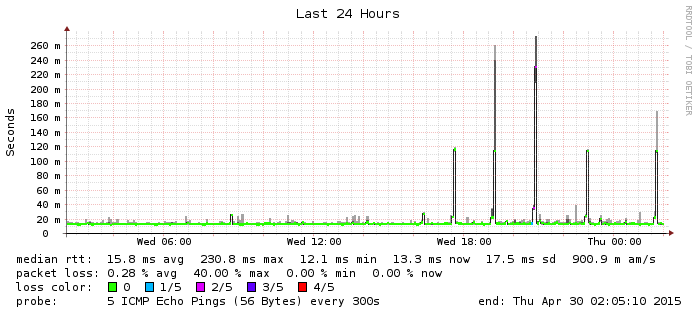 Last 24 Hours
RRDTOOL / TOBI OETIKER
Seconds
260 m
240 m
220 m
200 m
180 m
160 m
140 m
120 m
100 m
80 m
60 m
40 m
20 m
0
Wed 06:00 Wed 12:00 Wed 18:00 Thu 00:00
median rtt: 15.8 ms avg 230.8 ms max 12.1 ms min 13.3 ms now 17.5 ms sd 900.9 m am/s
packet loss: 0.28 % avg 40.00 % max 0.00 % min 0.00 % now
loss color: 0 1/5 2/5 3/5 4/5
probe: 5 ICMP Echo Pings (56 Bytes) every 300s end: Thu Apr 30 02:05:10 2015